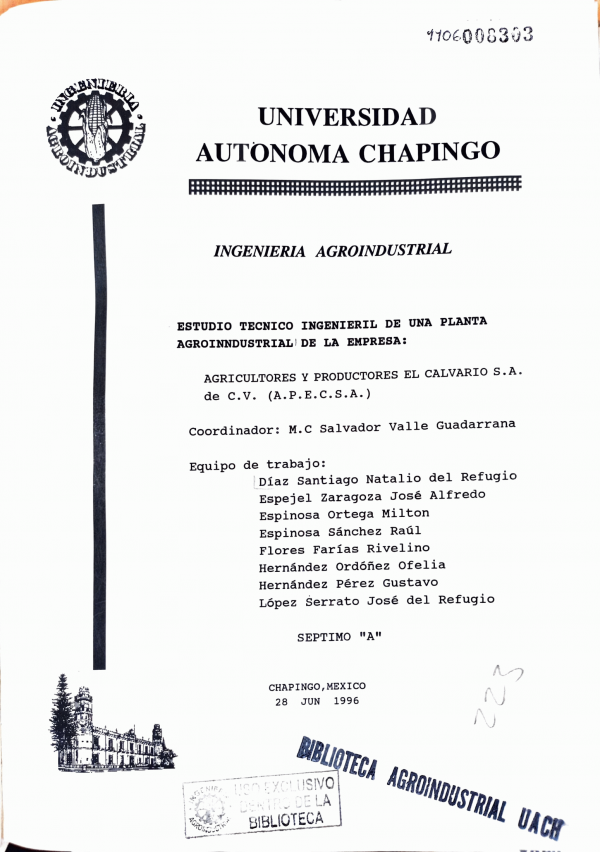 1106008303
INGENIERIA
AGROINDUSTRIAL
UNIVERSIDAD
AUTONOMA CHAPINGO
INGENIERIA AGROINDUSTRIAL
ESTUDIO TECNICO INGENIERIL DE UNA PLANTA
AGROINNDUSTRIAL DE LA EMPRESA:
AGRICULTORES Y PRODUCTORES EL CALVARIO S.A.
de C.V. (A.P.E.C.S.A.)
Coordinador: M.C Salvador Valle Guadarrana
Equipo de trabajo:
Díaz Santiago Natalio del Refugio
Espejel Zaragoza José Alfredo
Espinosa Ortega Milton
Espinosa Sánchez Raúl
Flores Farías Rivelino
Hernández Ordóñez Ofelia
Hernández Pérez Gustavo
López Serrato José del Refugio
SEPTIMO "A"
CHAPINGO,MEXICO
28 JUN 1996
223
BIBLIOTECA AGROINDUSTRIAL UACH
USO EXCLUSIVO
DENTRO DE LA
BIBLIOTECA